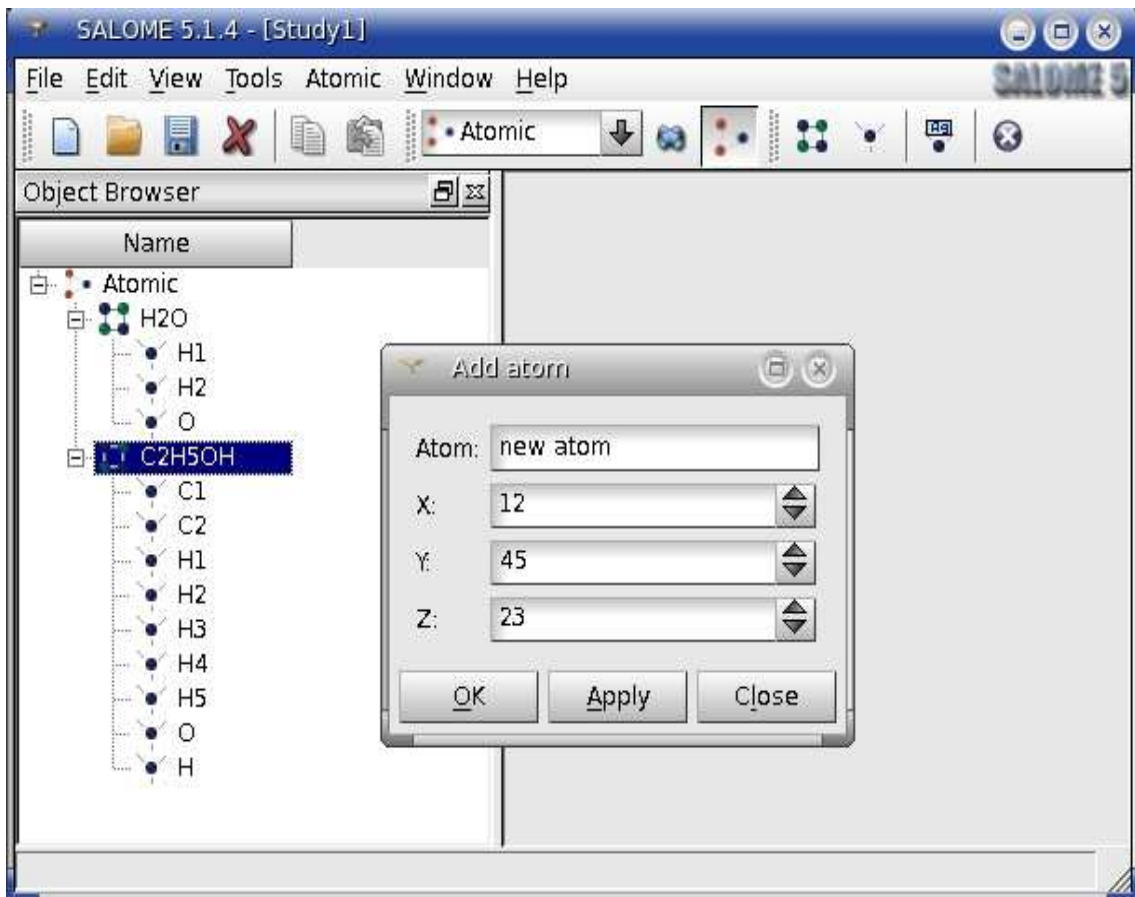 SALOME 5.1.4 - [Study1]
File Edit View Tools Atomic Window Help
SALOME 5
Atomic
Ag
Object Browser
Name
Atomic
H2O
H1
H2
O
C2H5OH
C1
C2
H1
H2
H3
H4
H5
O
H
Add atom
Atom: new atom
X: 12
Y: 45
Z: 23
OK Apply Close